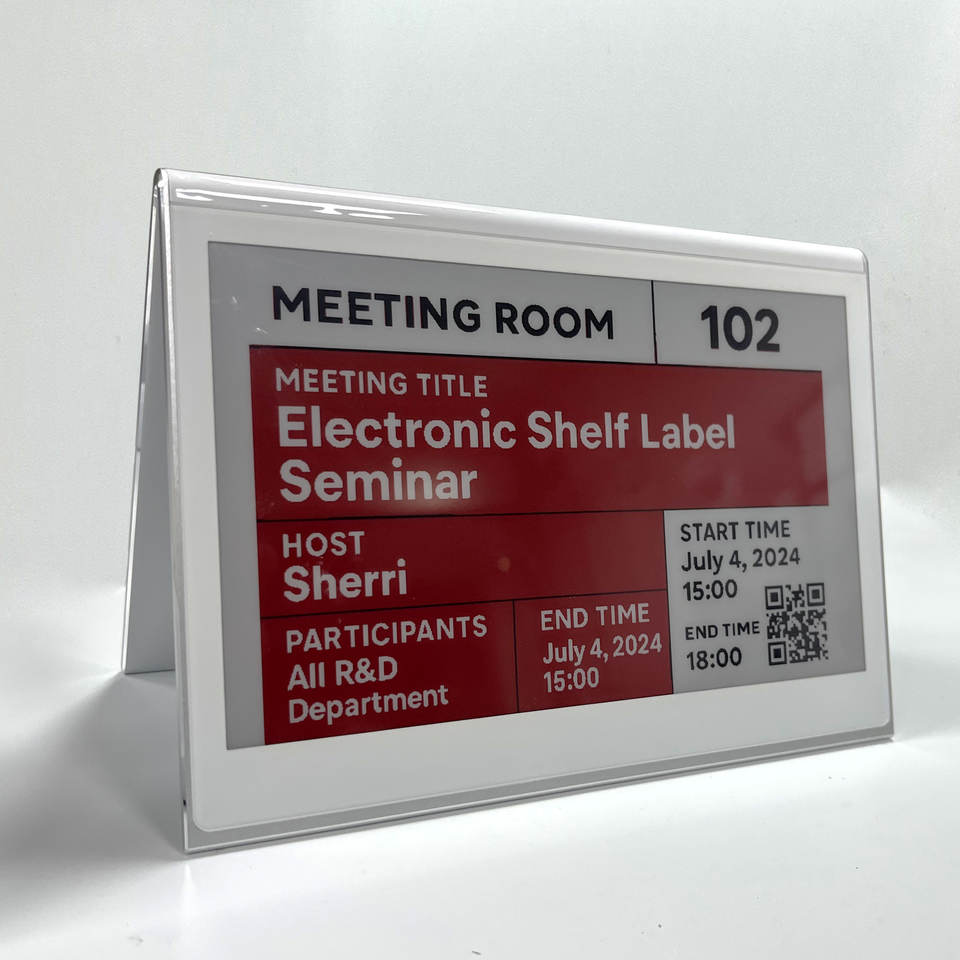 MEETING ROOM
102
MEETING TITLE
Electronic Shelf Label
Seminar
HOST
Sherri
PARTICIPANTS
All R&D
Department
END TIME
July 4, 2024
15:00
START TIME
July 4, 2024
15:00
END TIME
18:00